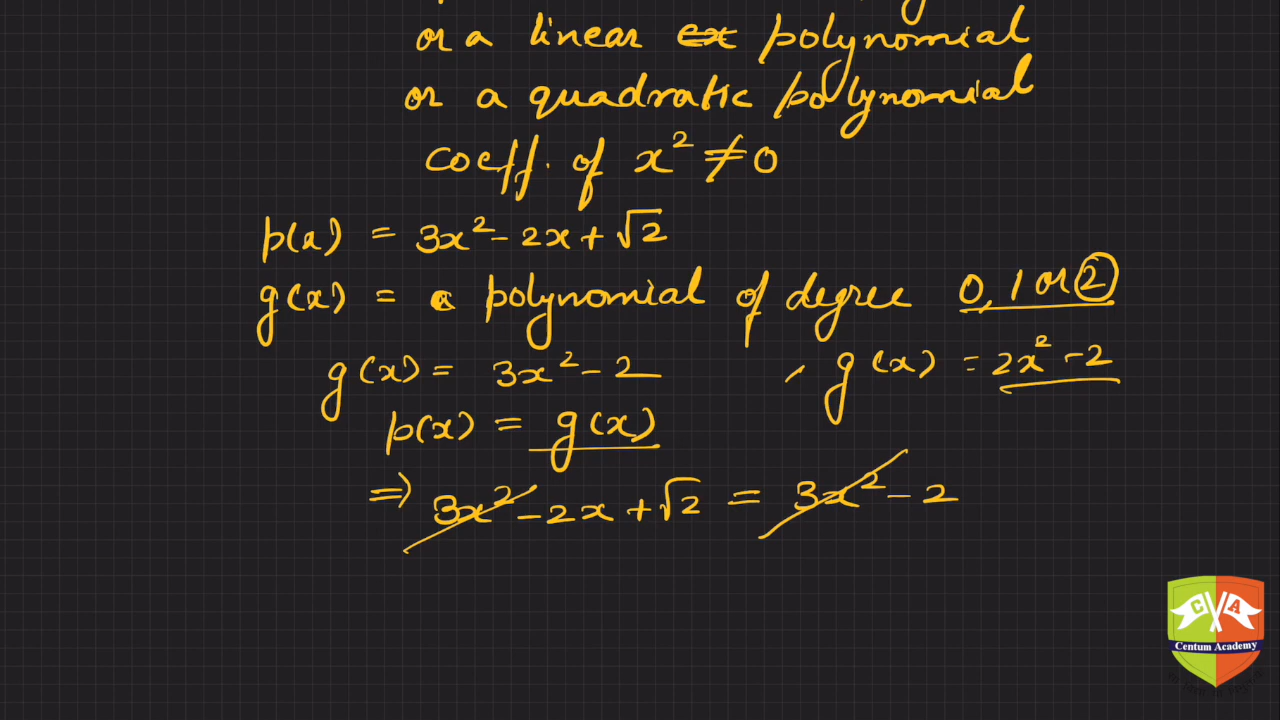 or a linear ex polynomial
or a quadratic polynomial
coeff. of x² ≠ 0
p(x) = 3x² - 2x + √2
g(x) = a polynomial of degree 0, 1 or 2
g(x) = 3x² - 2 , g(x) = 2x² - 2
p(x) = g(x)
⇒ 3x² - 2x + √2 = 3x² - 2
C A
Centum Academy